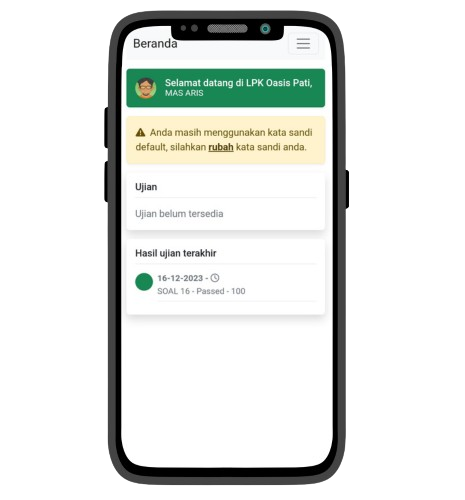 Beranda
Selamat datang di LPK Oasis Pati,
MAS ARIS
Anda masih menggunakan kata sandi
default, silahkan rubah kata sandi anda.
Ujian
Ujian belum tersedia
Hasil ujian terakhir
16-12-2023 -
SOAL 16 - Passed - 100